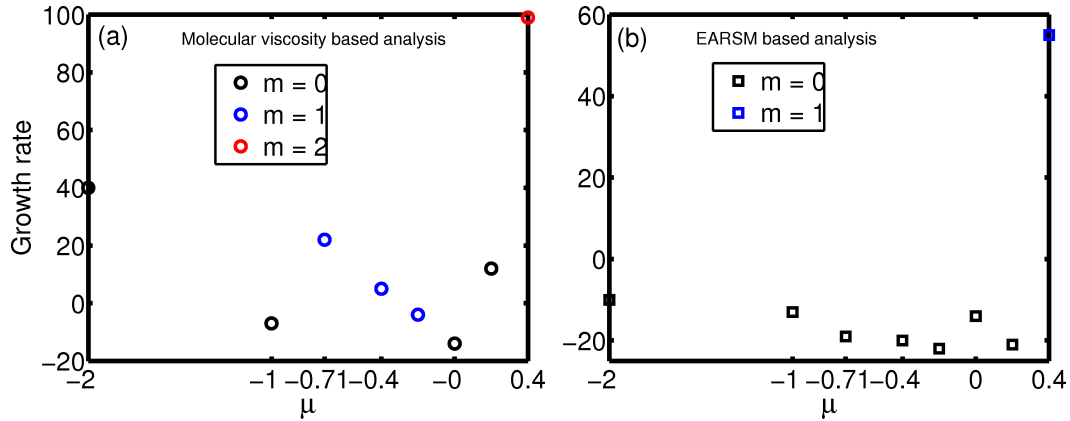 (a)
Molecular viscosity based analysis
m = 0
m = 1
m = 2
Growth rate
100
80
60
40
20
0
−20
−2
−1
−0.71
−0.4
−0
0.4
μ
(b)
EARSM based analysis
m = 0
m = 1
60
40
20
0
−20
−2
−1
−0.71
−0.4
0
0.4
μ